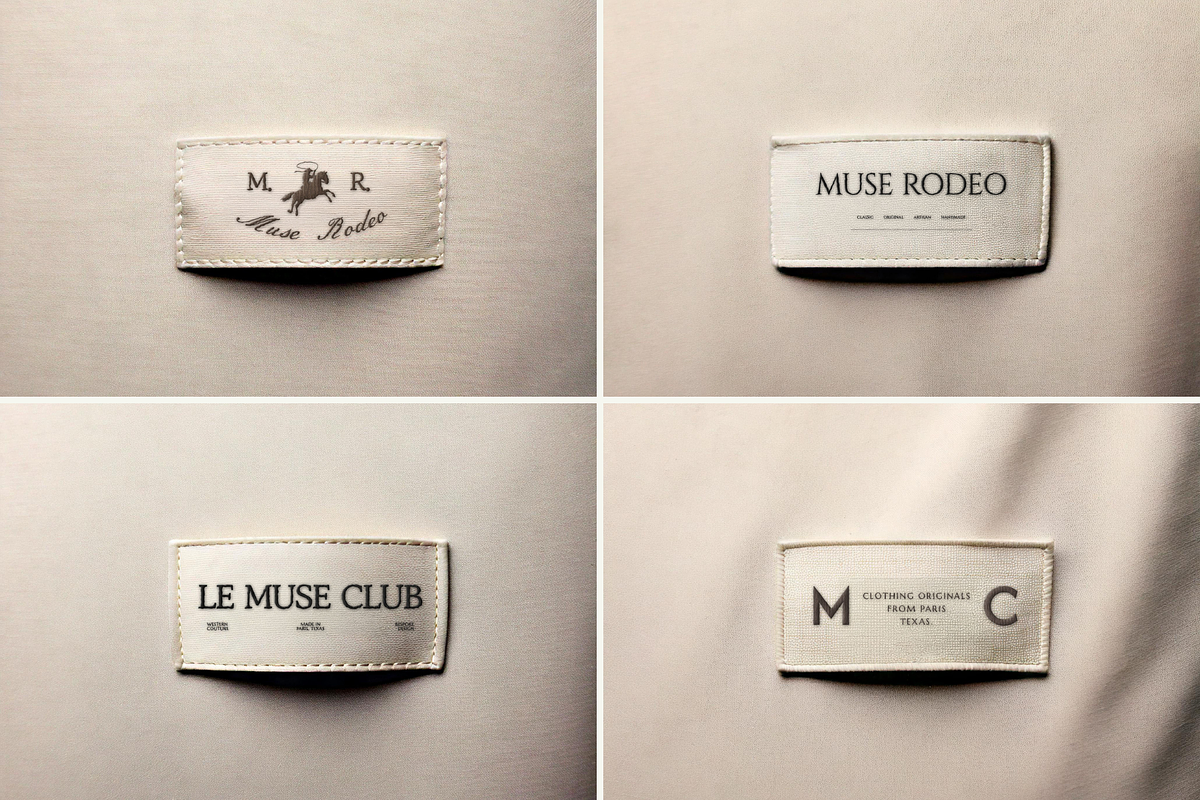 M. R.
Muse Rodeo
MUSE RODEO
CLASSIC ORIGINAL ARTISAN HANDMADE
LE MUSE CLUB
WESTERN COUTURE
MADE IN PARIS, TEXAS
BESPOKE DESIGN
M C
CLOTHING ORIGINALS
FROM PARIS
TEXAS.